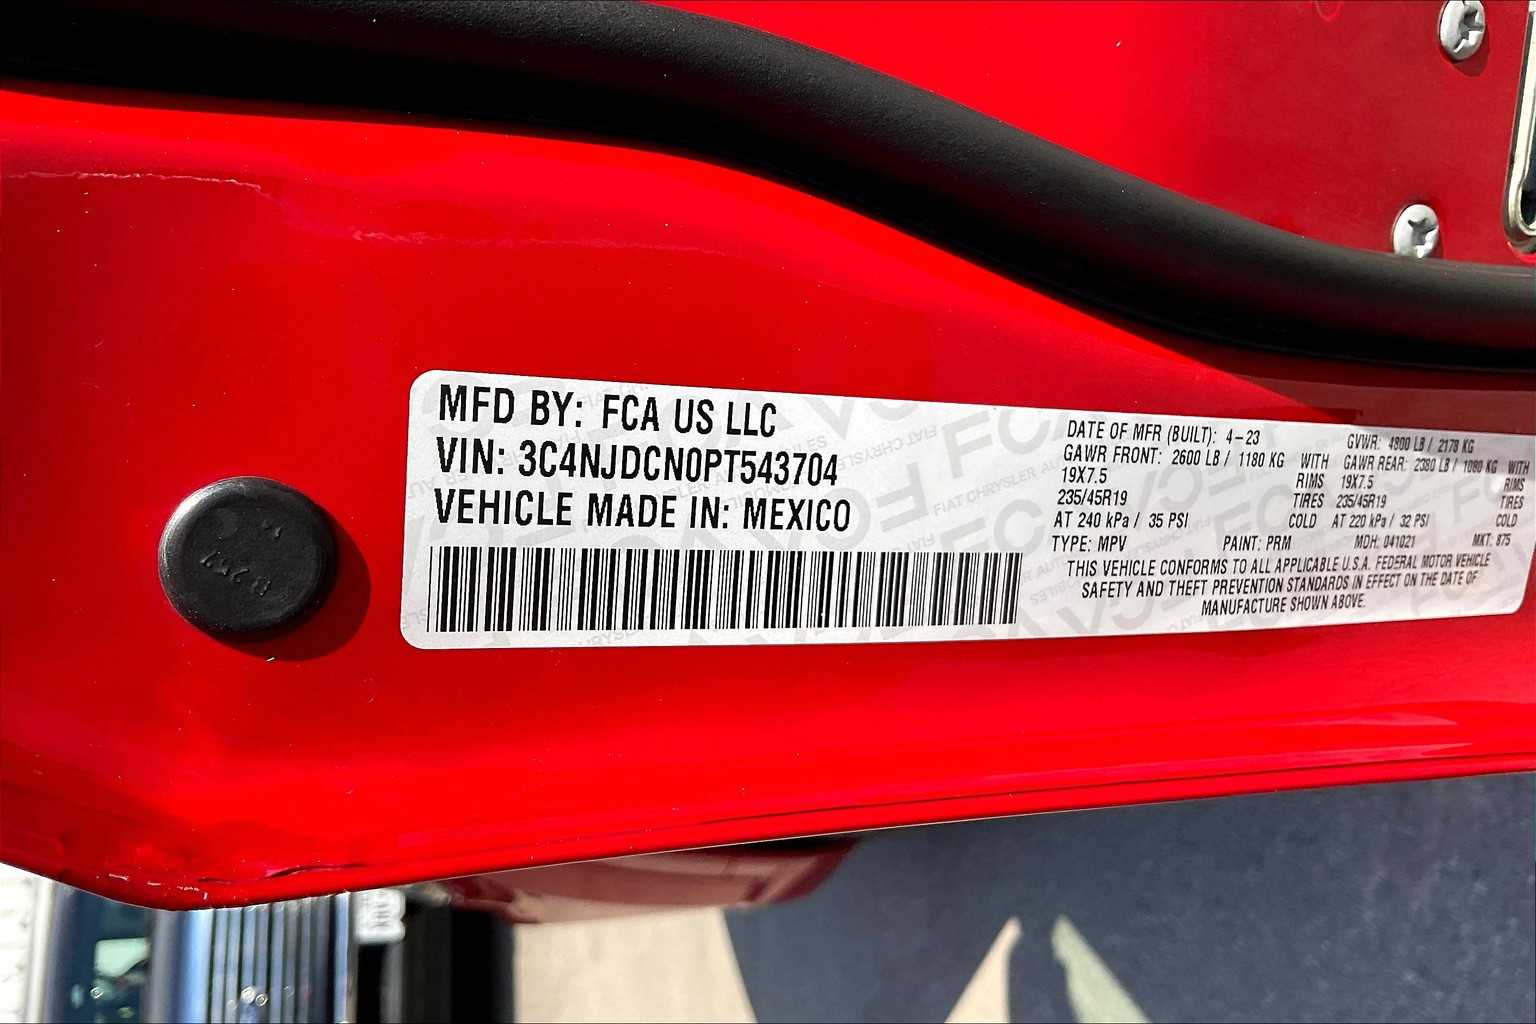 MFD BY: FCA US LLC
VIN: 3C4NJDCN0PT543704
VEHICLE MADE IN: MEXICO
DATE OF MFR (BUILT): 4-23 GVWR: 4800 LB / 2178 KG
GAWR FRONT: 2600 LB / 1180 KG WITH GAWR REAR: 2380 LB / 1080 KG WITH
19X7.5 RIMS 19X7.5 RIMS
235/45R19 TIRES 235/45R19 TIRES
AT 240 kPa / 35 PSI COLD AT 220 kPa / 32 PSI COLD
TYPE: MPV PAINT: PRM MDH: 041021 MKT: 875
THIS VEHICLE CONFORMS TO ALL APPLICABLE U.S.A. FEDERAL MOTOR VEHICLE
SAFETY AND THEFT PREVENTION STANDARDS IN EFFECT ON THE DATE OF
MANUFACTURE SHOWN ABOVE.